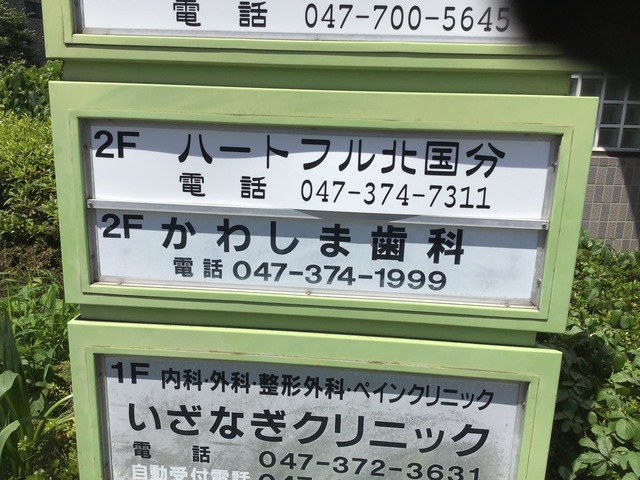 電話 047-700-5645
2F ハートフル北国分
電話 047-374-7311
2F かわしま歯科
電話 047-374-1999
1F 内科・外科・整形外科・ペインクリニック
いざなぎクリニック
電話 047-372-3631
自動受付電話